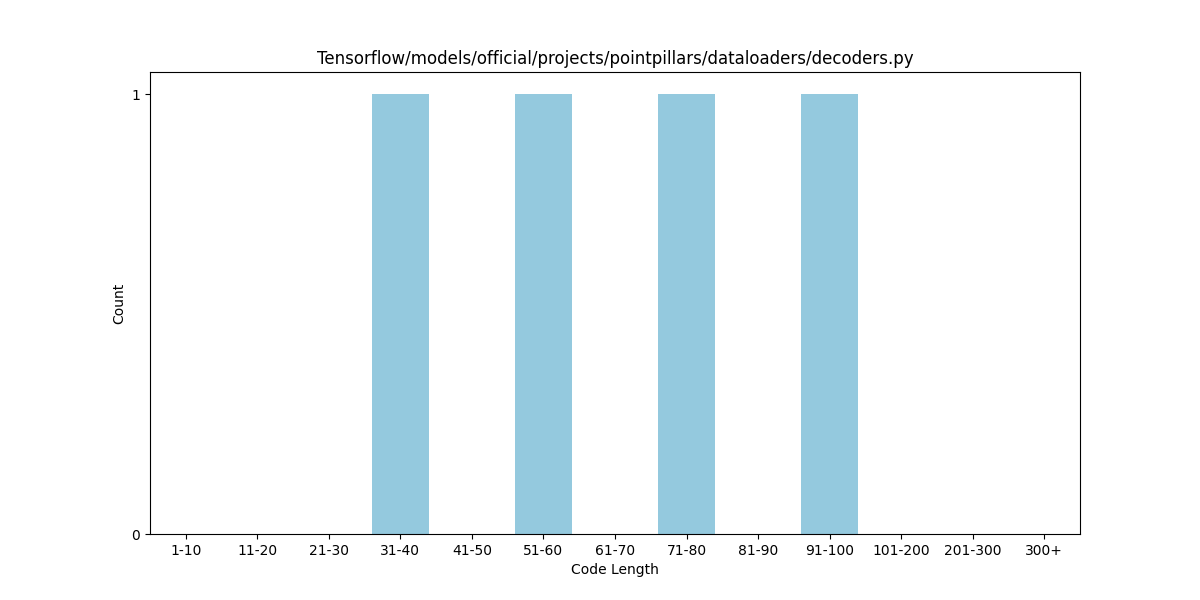 Tensorflow/models/official/projects/pointpillars/dataloaders/decoders.py
1
Count
0
1-10 11-20 21-30 31-40 41-50 51-60 61-70 71-80 81-90 91-100 101-200 201-300 300+
Code Length